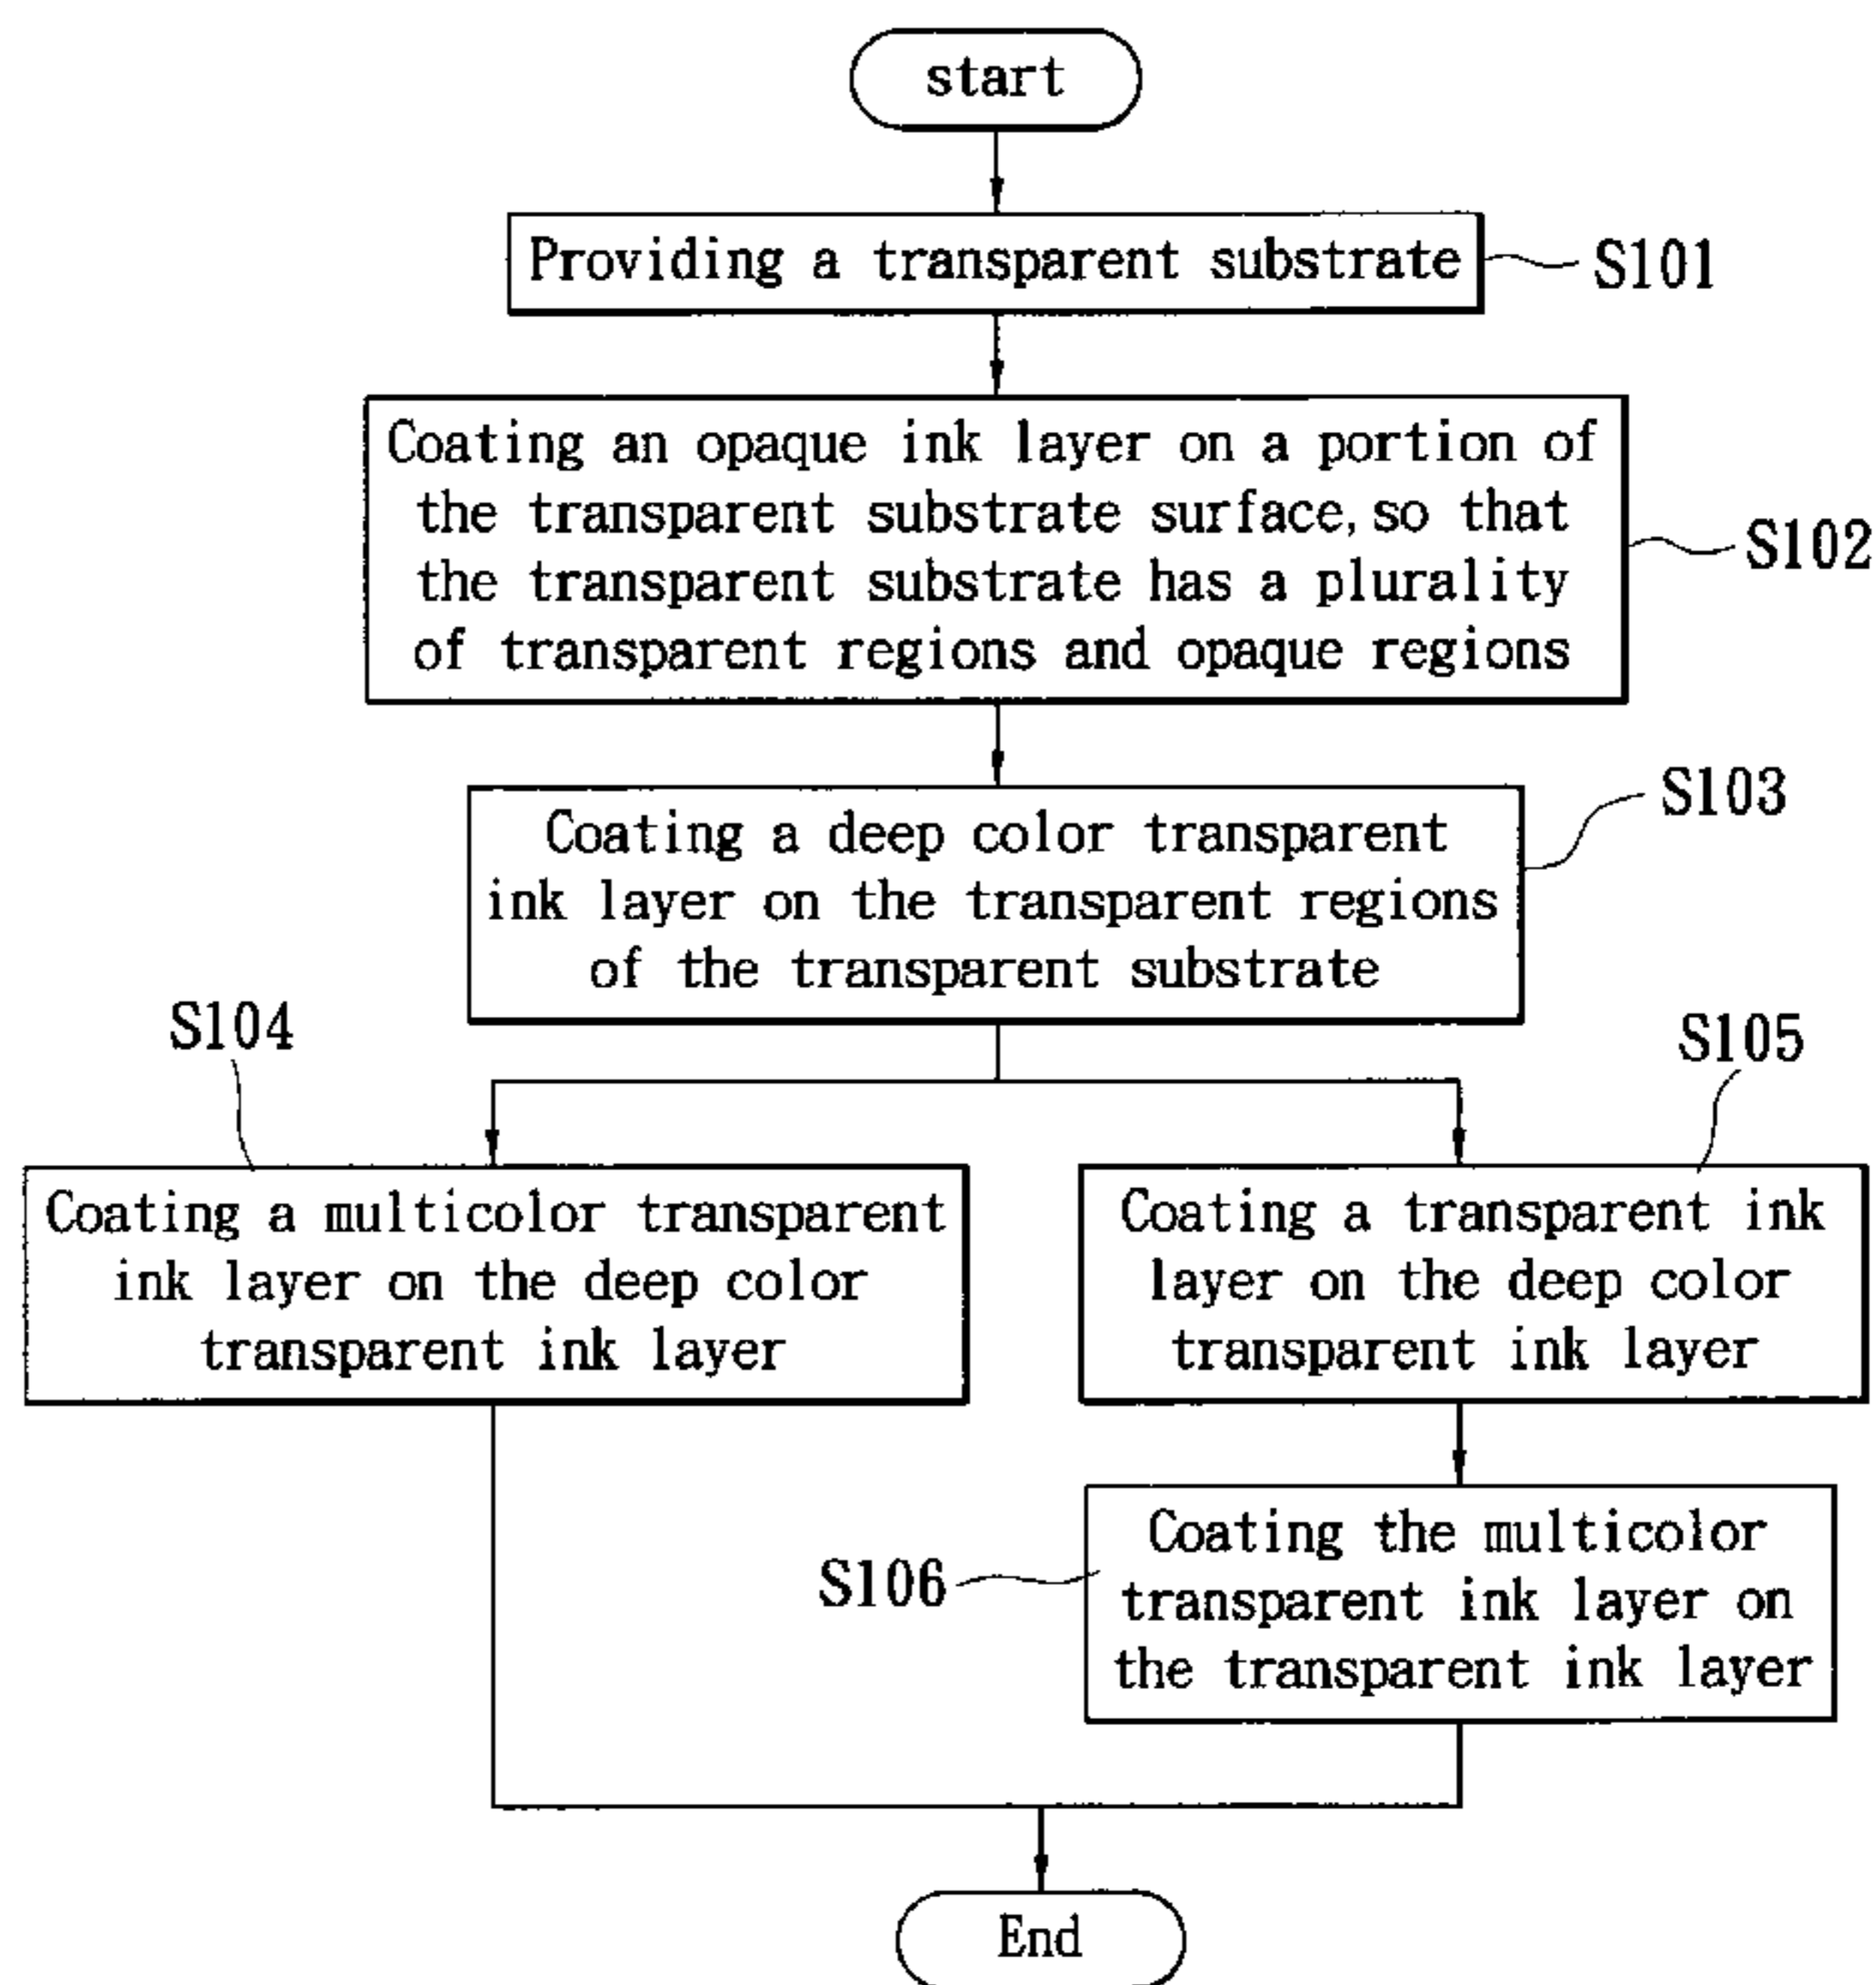 start
Providing a transparent substrate
S101
Coating an opaque ink layer on a portion of
the transparent substrate surface, so that
the transparent substrate has a plurality
of transparent regions and opaque regions
S102
Coating a deep color transparent
ink layer on the transparent regions
of the transparent substrate
S103
S104
Coating a multicolor transparent
ink layer on the deep color
transparent ink layer
S105
Coating a transparent ink
layer on the deep color
transparent ink layer
S106
Coating the multicolor
transparent ink layer on
the transparent ink layer
End